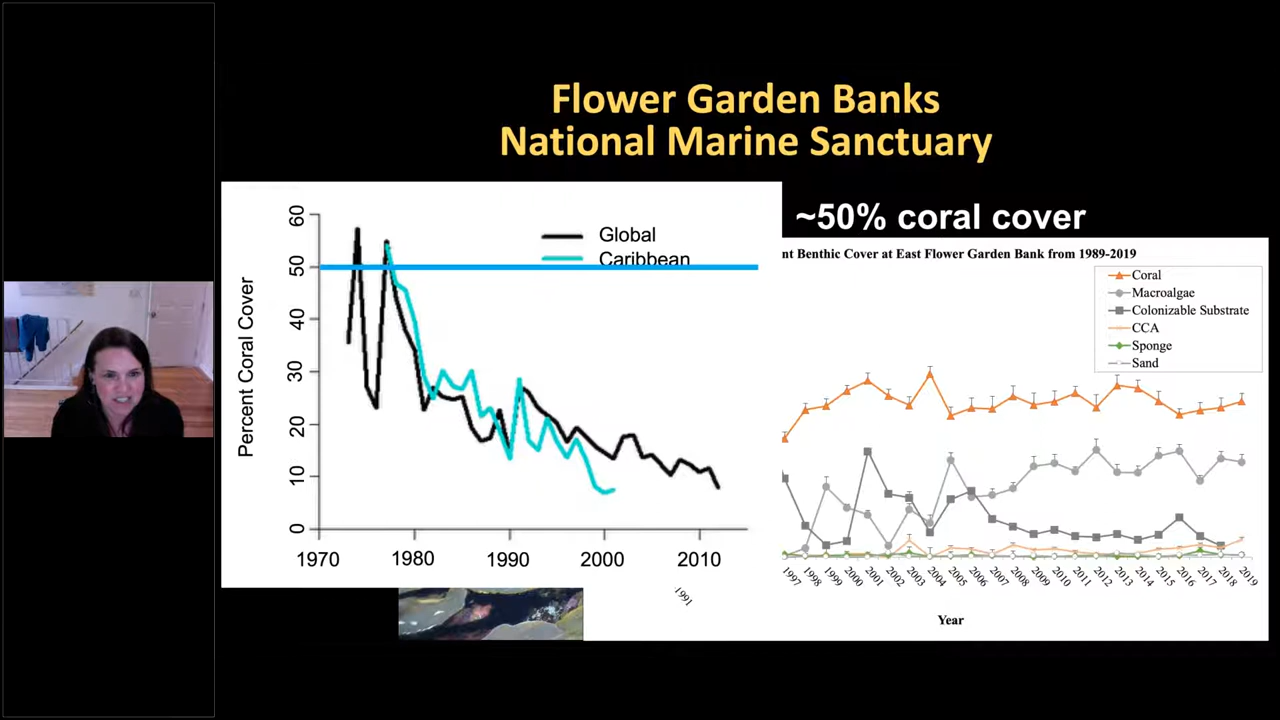 Flower Garden Banks
National Marine Sanctuary
~50% coral cover
Percent Coral Cover
60
50
40
30
20
10
0
Global
Caribbean
1970
1980
1990
2000
2010
1991
nt Benthic Cover at East Flower Garden Bank from 1989-2019
Coral
Macroalgae
Colonizable Substrate
CCA
Sponge
Sand
1997
1998
1999
2000
2001
2002
2003
2004
2005
2006
2007
2008
2009
2010
2011
2012
2013
2014
2015
2016
2017
2018
2019
Year